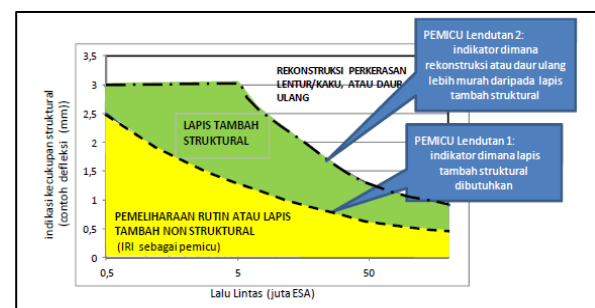 indikasi kecukupan struktural
(contoh defleksi (mm))
3,5
3
2,5
2
1,5
1
0,5
0
REKONSTRUKSI PERKERASAN
LENTUR/KAKU, ATAU DAUR
ULANG
LAPIS TAMBAH
STRUKTURAL
PEMELIHARAAN RUTIN ATAU LAPIS
TAMBAH NON STRUKTURAL
(IRI sebagai pemicu)
0,5
5
50
Lalu Lintas (juta ESA)
PEMICU Lendutan 2:
indikator dimana
rekonstruksi atau daur ulang
lebih murah daripada lapis
tambah struktural
PEMICU Lendutan 1:
indikator dimana lapis
tambah struktural
dibutuhkan